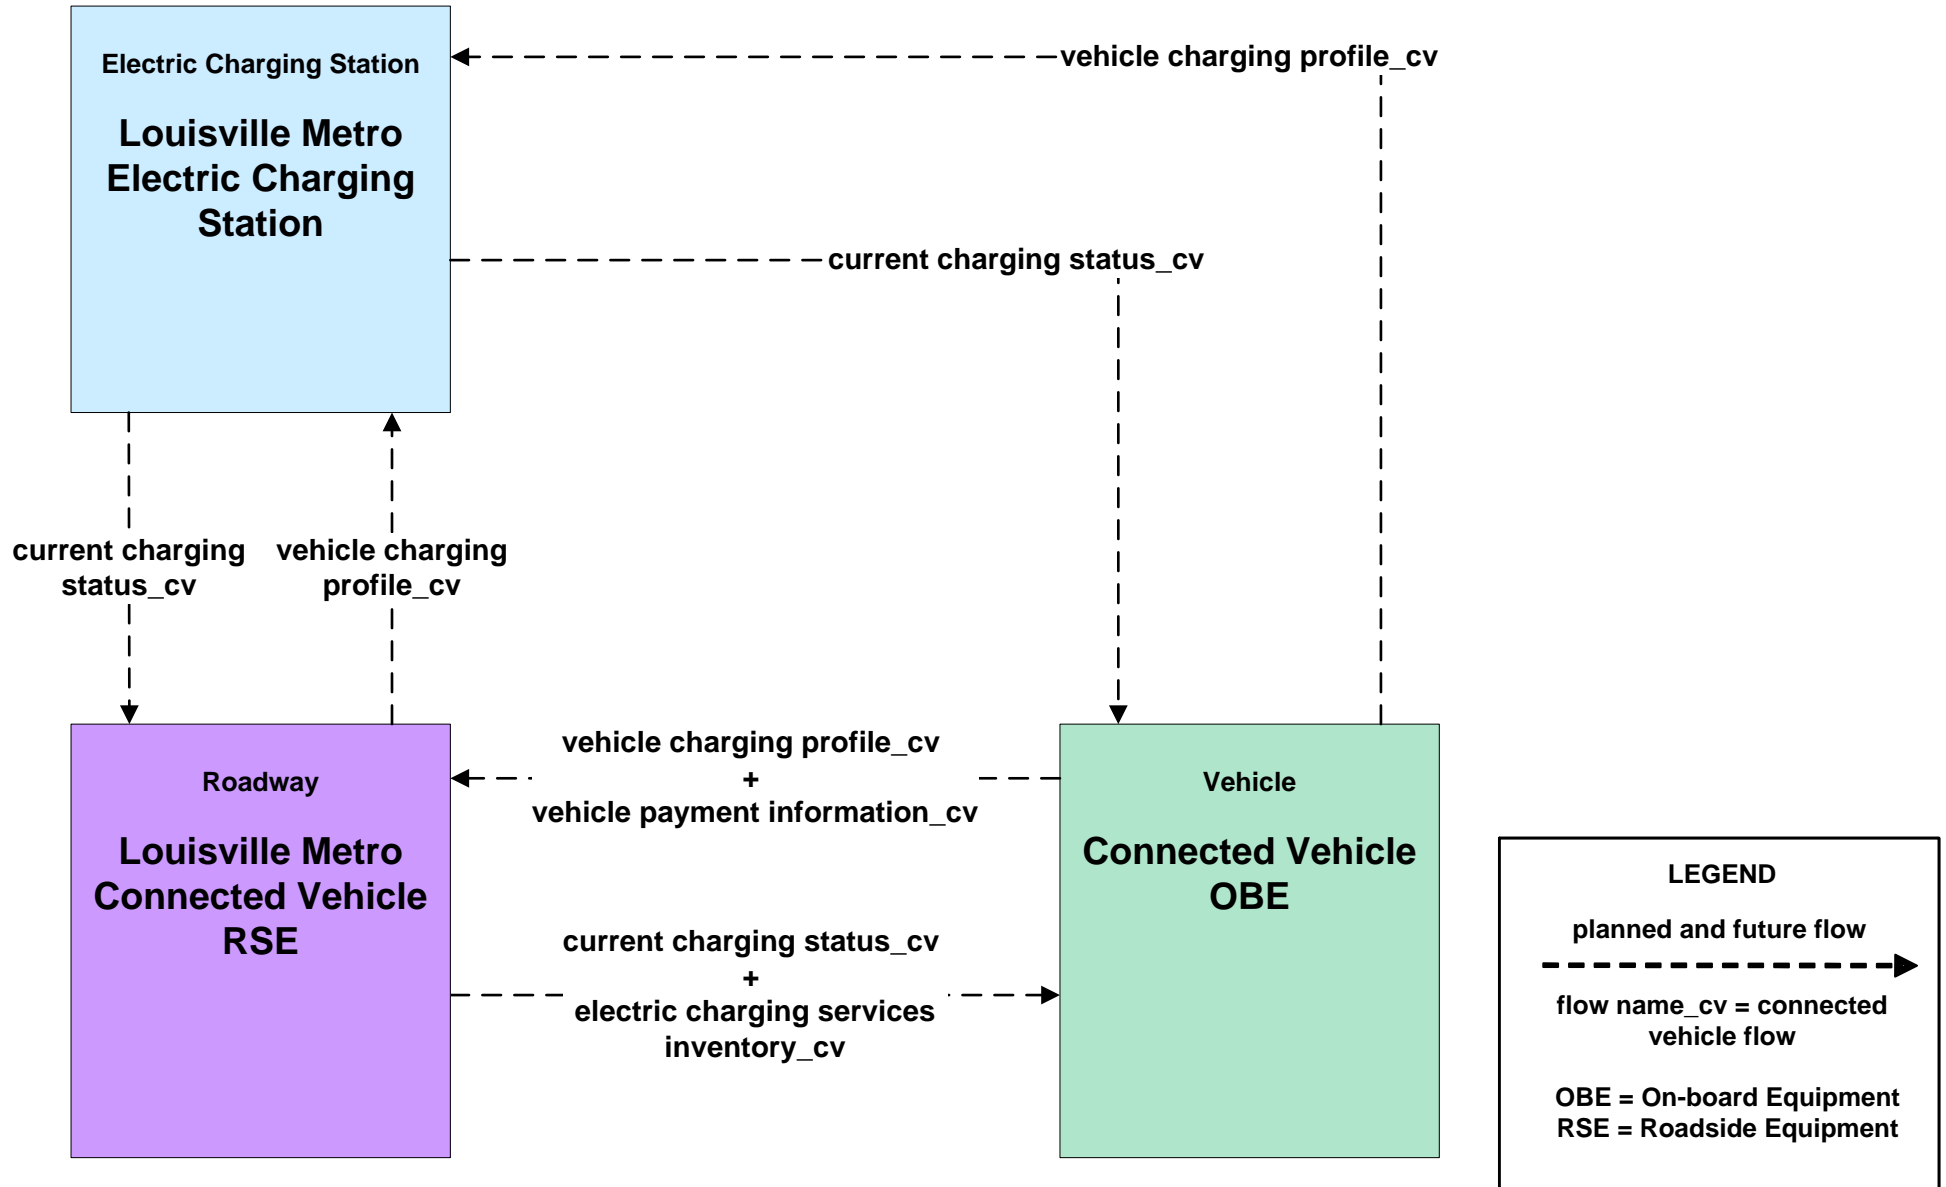 Electric Charging Station
Louisville Metro
Electric Charging
Station
vehicle charging profile_cv
current charging status_cv
current charging
status_cv
vehicle charging
profile_cv
Roadway
Louisville Metro
Connected Vehicle
RSE
vehicle charging profile_cv
+
vehicle payment information_cv
current charging status_cv
+
electric charging services
inventory_cv
Vehicle
Connected Vehicle
OBE
LEGEND
planned and future flow
flow name_cv = connected
vehicle flow
OBE = On-board Equipment
RSE = Roadside Equipment